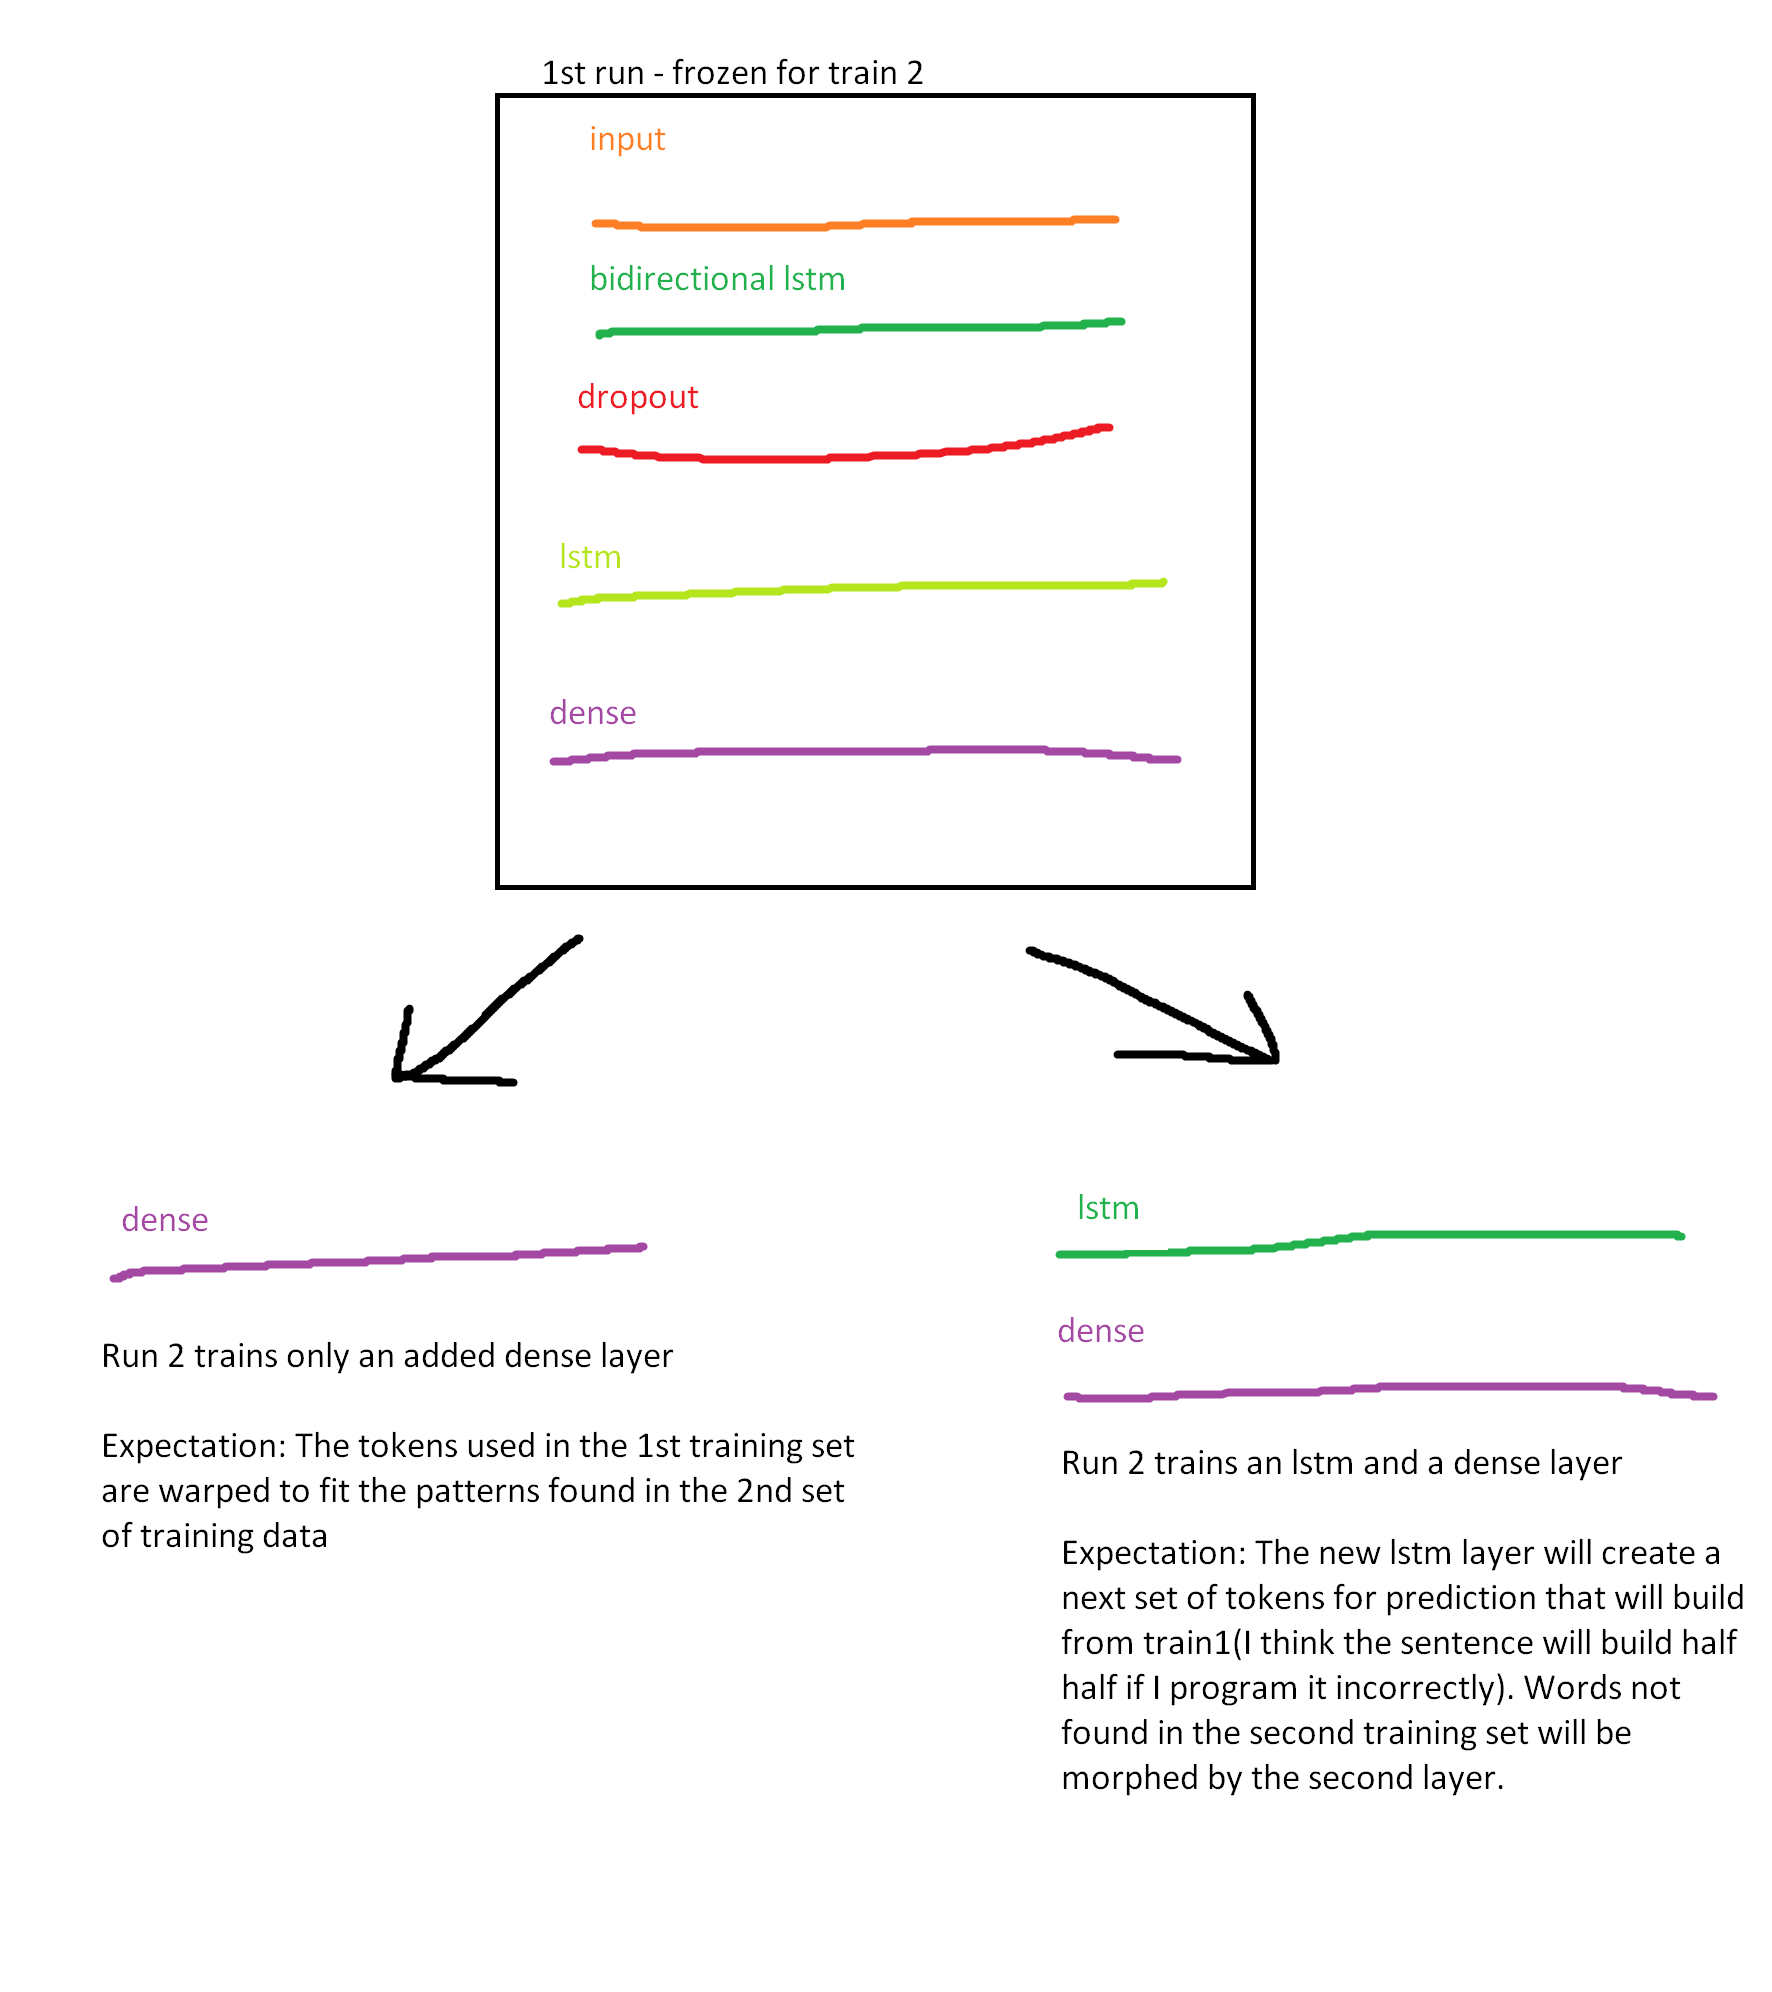 1st run - frozen for train 2
input
bidirectional lstm
dropout
lstm
dense
dense
Run 2 trains only an added dense layer
Expectation: The tokens used in the 1st training set
are warped to fit the patterns found in the 2nd set
of training data
lstm
dense
Run 2 trains an lstm and a dense layer
Expectation: The new lstm layer will create a
next set of tokens for prediction that will build
from train1(I think the sentence will build half
half if I program it incorrectly). Words not
found in the second training set will be
morphed by the second layer.